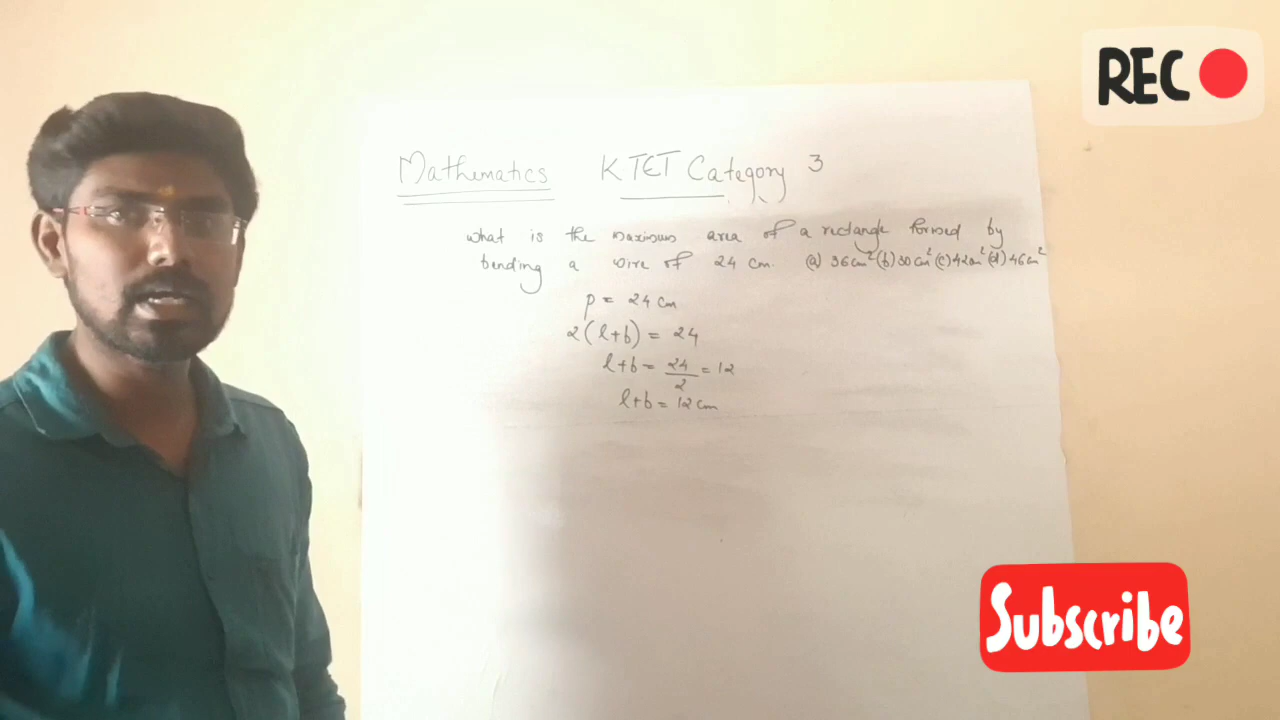 REC
Mathematics KTET Category 3
what is the maximum area of a rectangle formed by
bending a wire of 24 cm. (a) 36cm² (b) 30cm² (c) 42cm² (d) 46cm²
p = 24 cm
2(l+b) = 24
l+b = 24/2 = 12
l+b = 12 cm
Subscribe